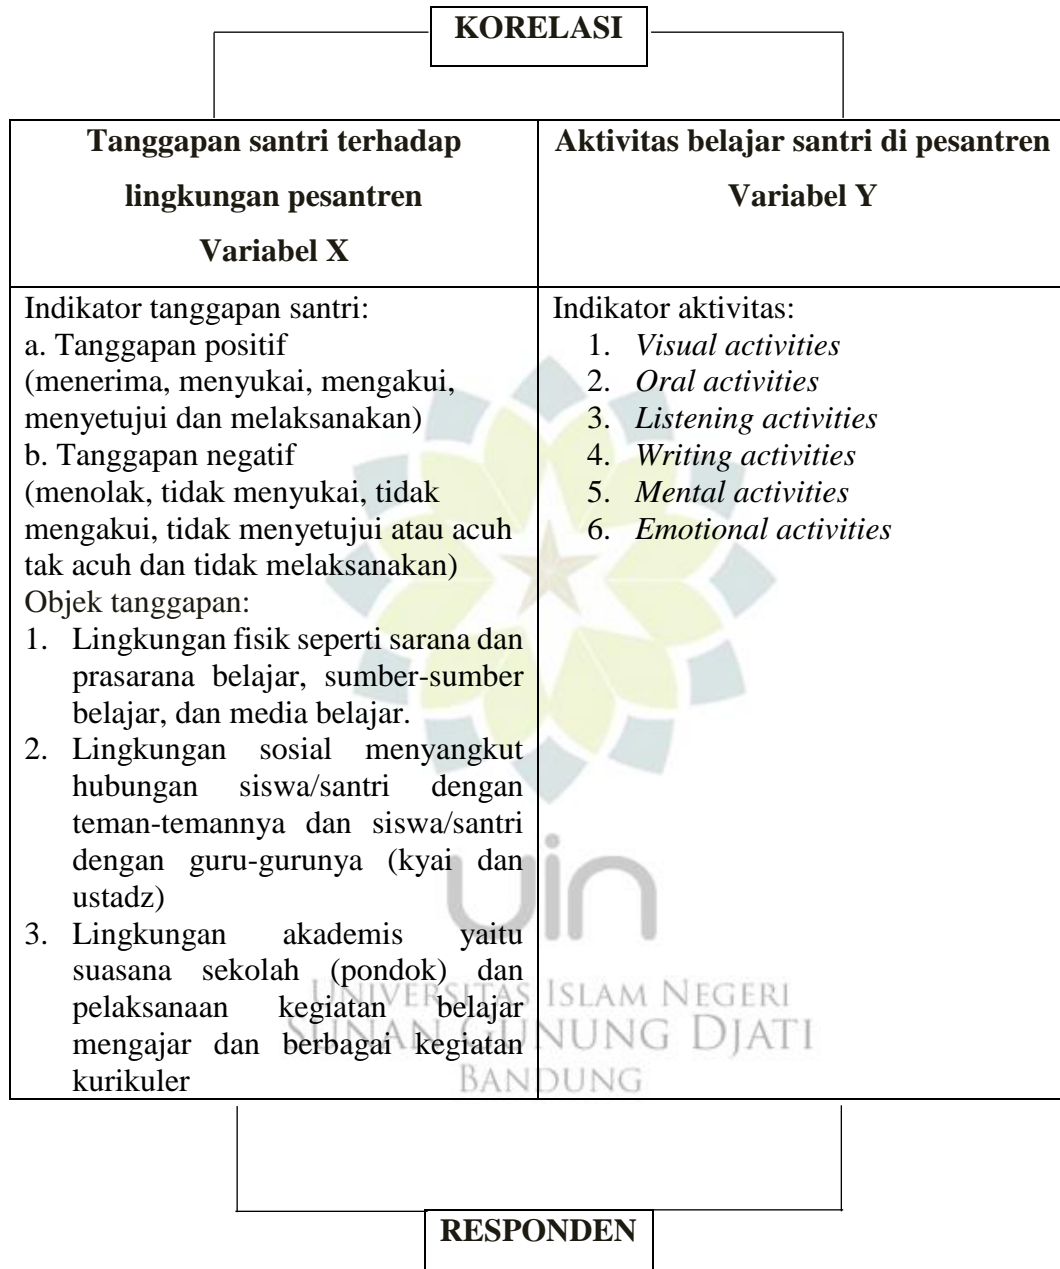 KORELASI
Tanggapan santri terhadap
lingkungan pesantren
Variabel X
Aktivitas belajar santri di pesantren
Variabel Y
Indikator tanggapan santri:
a. Tanggapan positif
(menerima, menyukai, mengakui,
menyetujui dan melaksanakan)
b. Tanggapan negatif
(menolak, tidak menyukai, tidak
mengakui, tidak menyetujui atau acuh
tak acuh dan tidak melaksanakan)
Objek tanggapan:
1. Lingkungan fisik seperti sarana dan
prasarana belajar, sumber-sumber
belajar, dan media belajar.
2. Lingkungan sosial menyangkut
hubungan siswa/santri dengan
teman-temannya dan siswa/santri
dengan guru-gurunya (kyai dan
ustadz)
3. Lingkungan akademis yaitu
suasana sekolah (pondok) dan
pelaksanaan kegiatan belajar
mengajar dan berbagai kegiatan
kurikuler
Indikator aktivitas:
1. Visual activities
2. Oral activities
3. Listening activities
4. Writing activities
5. Mental activities
6. Emotional activities
uin
UNIVERSITAS ISLAM NEGERI
SUNAN GUNUNG DJATI
BANDUNG
RESPONDEN